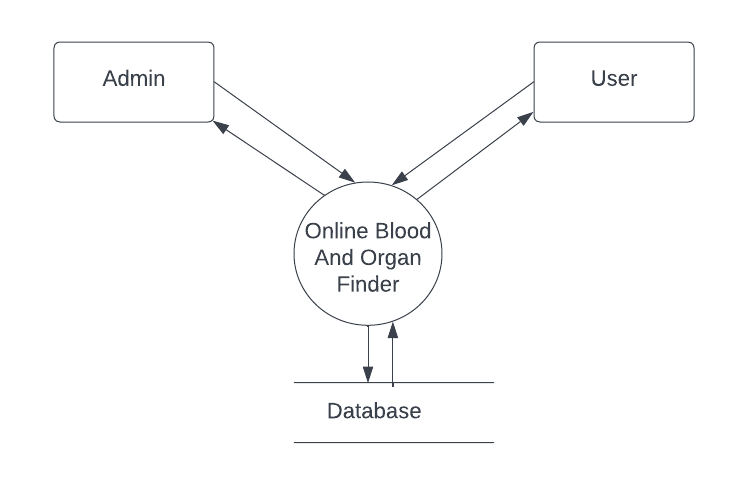 Admin
User
Online Blood
And Organ
Finder
Database